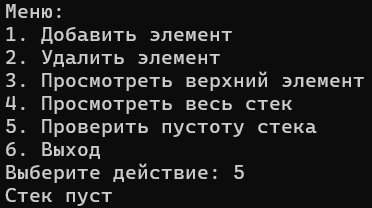 Меню:
1. Добавить элемент
2. Удалить элемент
3. Просмотреть верхний элемент
4. Просмотреть весь стек
5. Проверить пустоту стека
6. Выход
Выберите действие: 5
Стек пуст